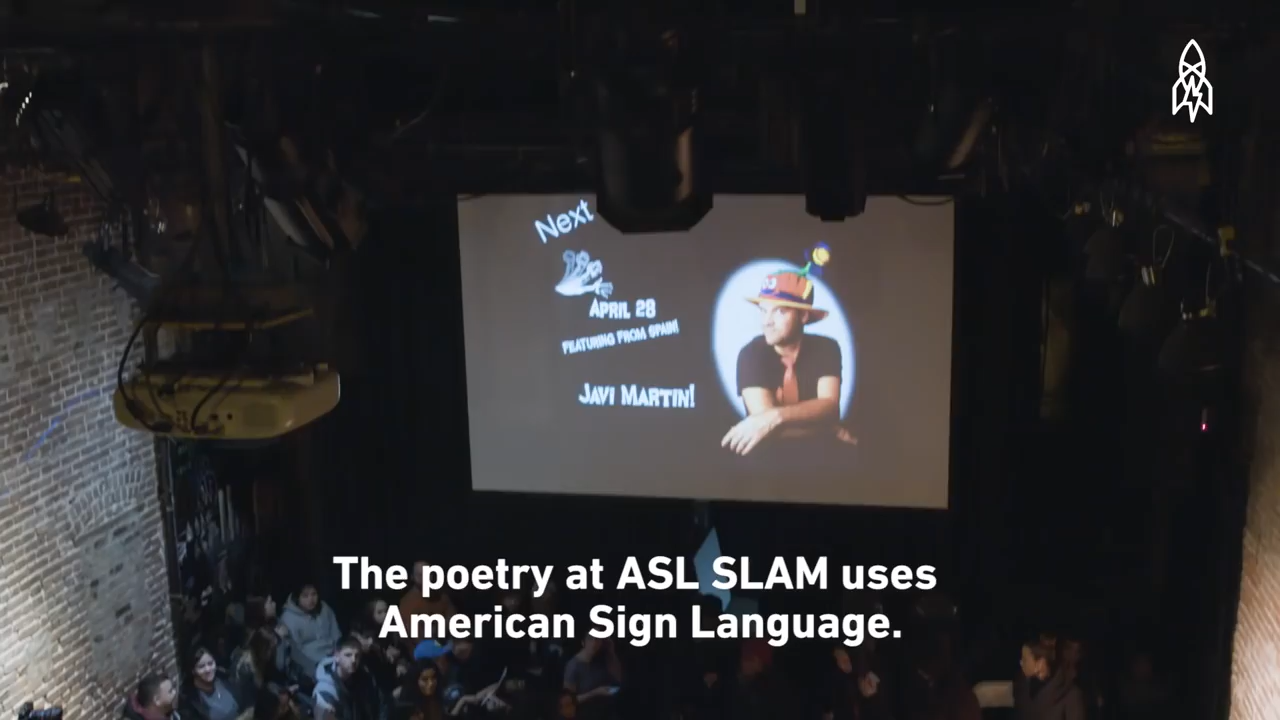 Next
APRIL 28
FEATURING FROM SPAIN!
JAVI MARTIN!
The poetry at ASL SLAM uses
American Sign Language.